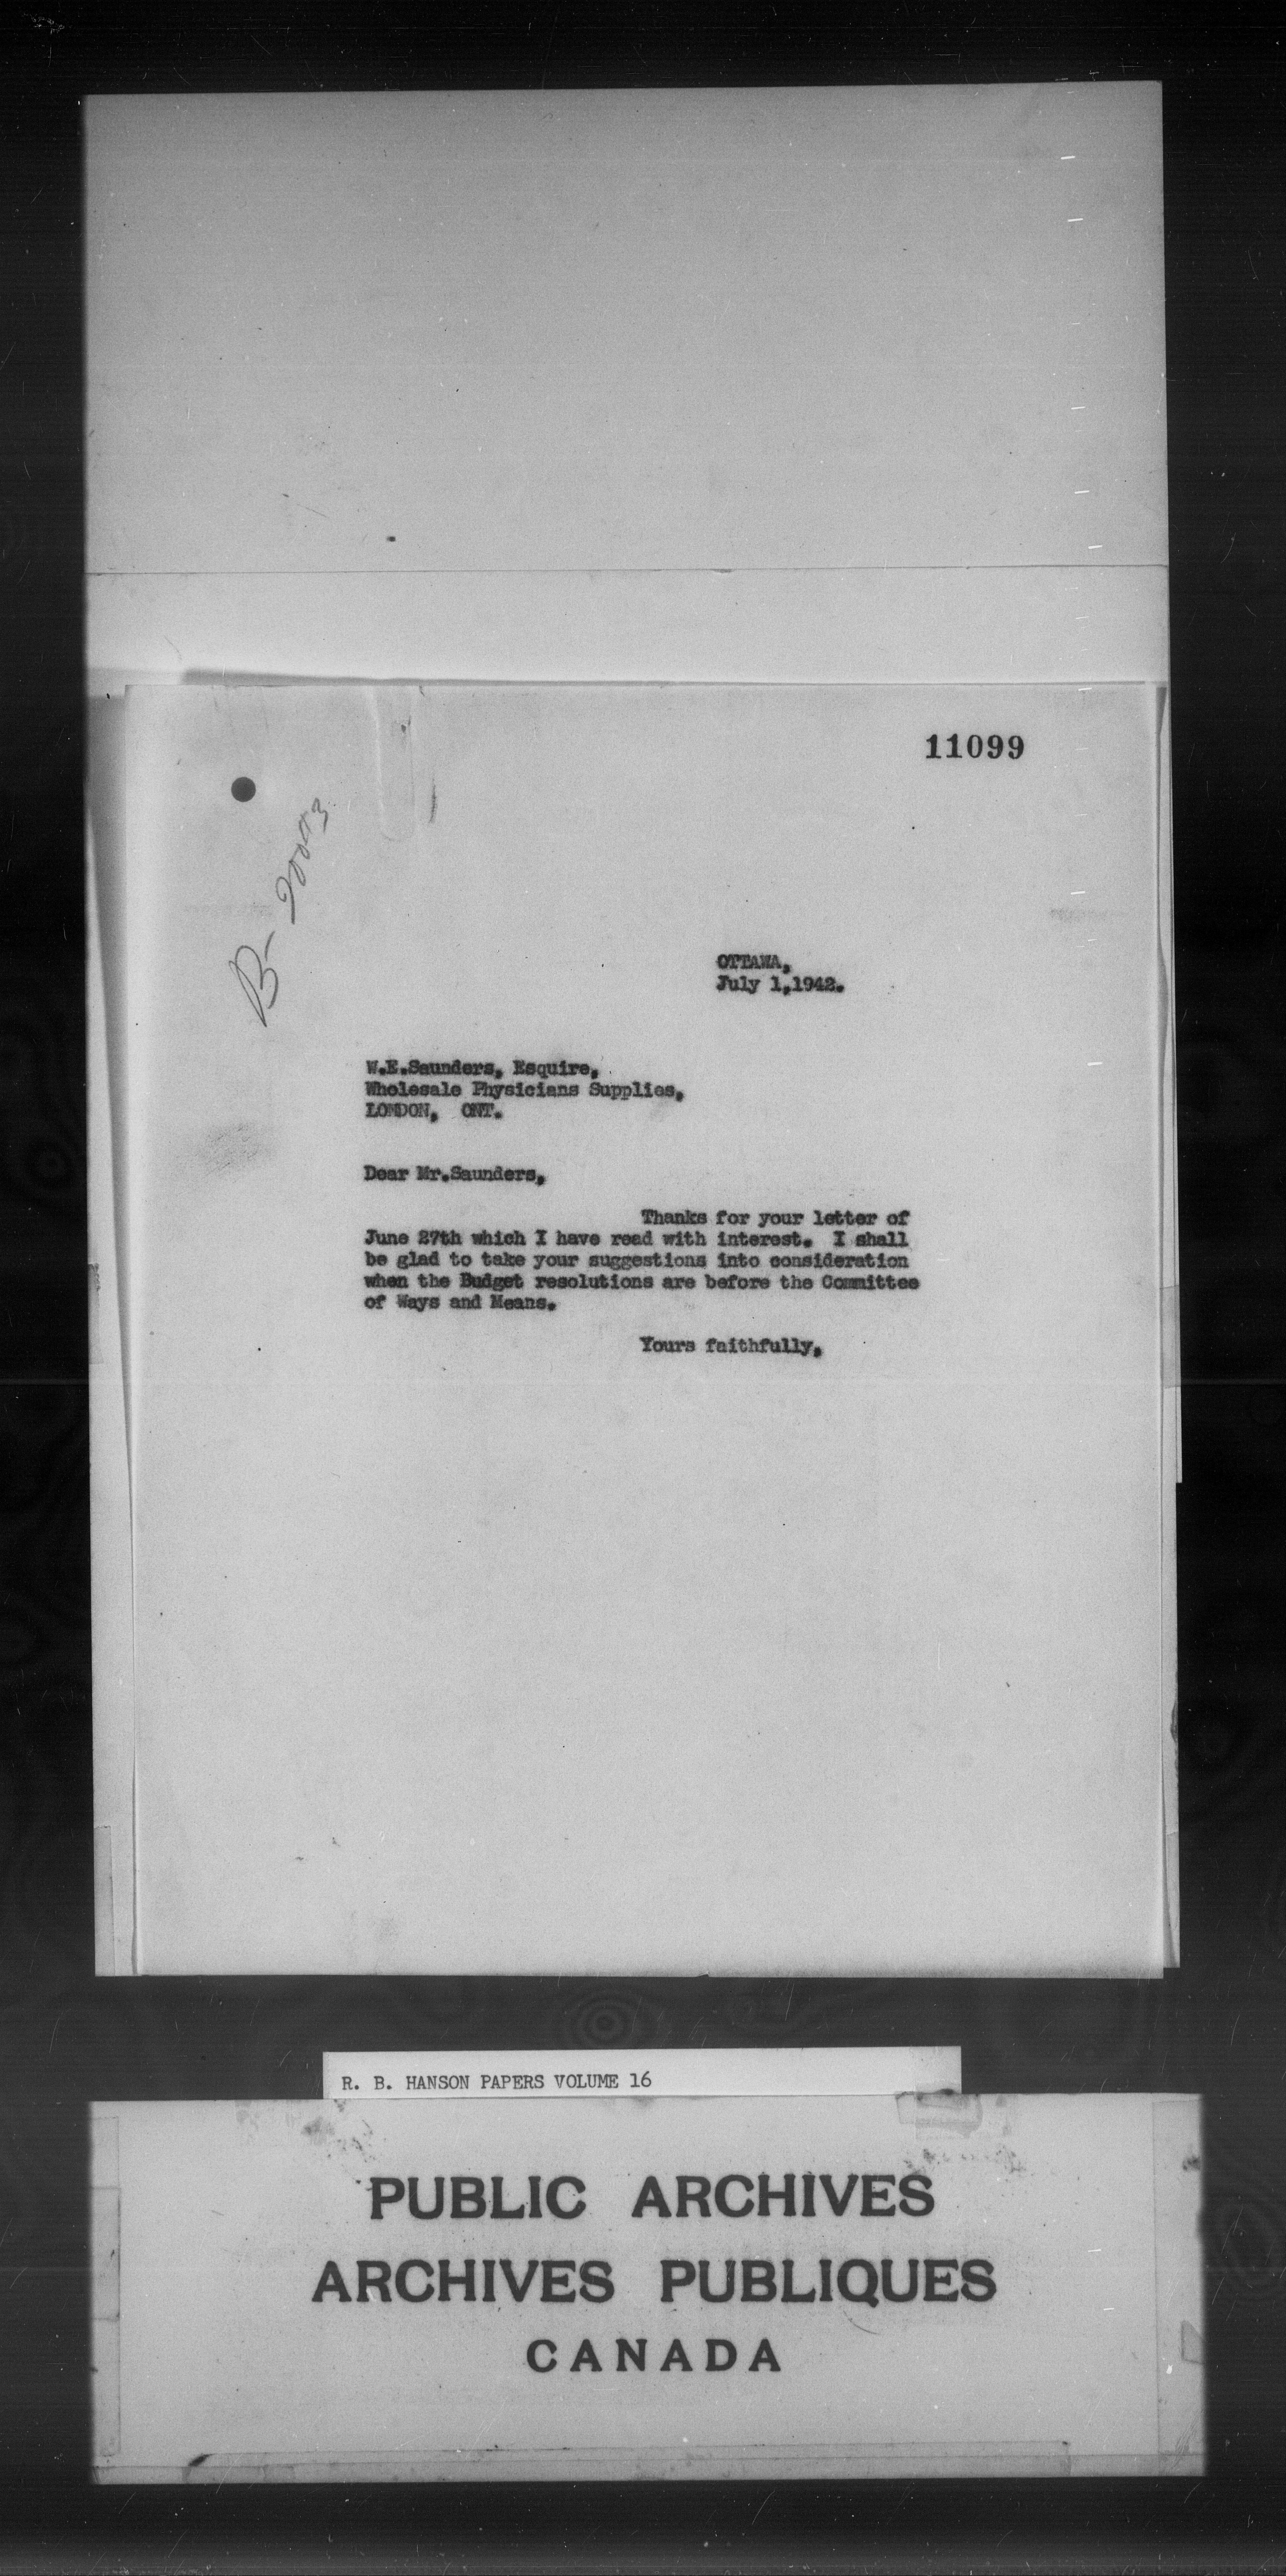 11099
OTTAWA,
July 1,1942.
W.E.Saunders, Esquire,
Wholesale Physicians Supplies,
LONDON, ONT.
Dear Mr.Saunders,
Thanks for your letter of
June 27th which I have read with interest. I shall
be glad to take your suggestions into consideration
when the Budget resolutions are before the Committee
of Ways and Means.
Yours faithfully,
R. B. HANSON PAPERS VOLUME 16
PUBLIC ARCHIVES
ARCHIVES PUBLIQUES
CANADA